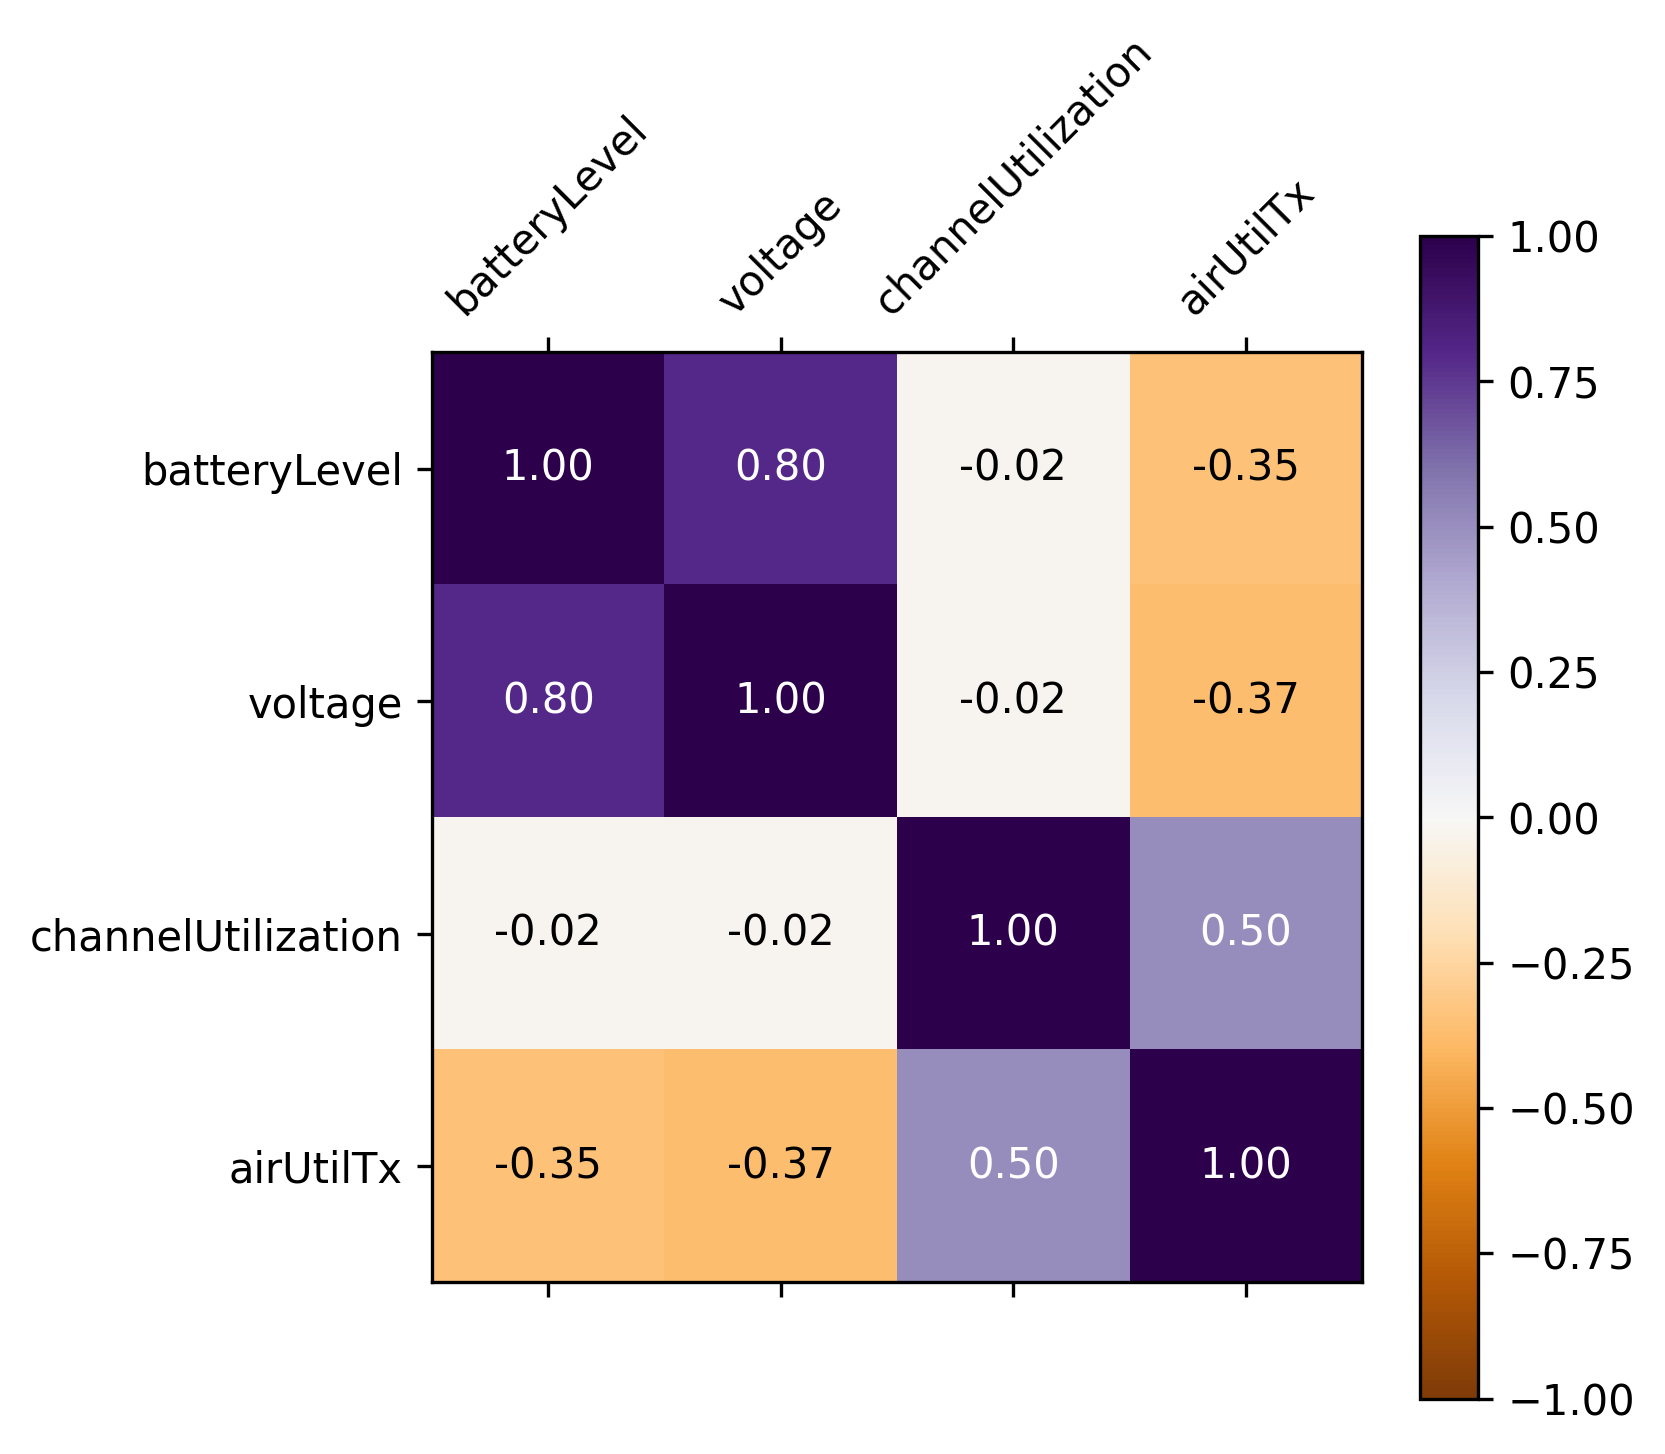 batteryLevel voltage channelUtilization airUtilTx
batteryLevel 1.00 0.80 -0.02 -0.35
voltage 0.80 1.00 -0.02 -0.37
channelUtilization -0.02 -0.02 1.00 0.50
airUtilTx -0.35 -0.37 0.50 1.00
1.00
0.75
0.50
0.25
0.00
−0.25
−0.50
−0.75
−1.00